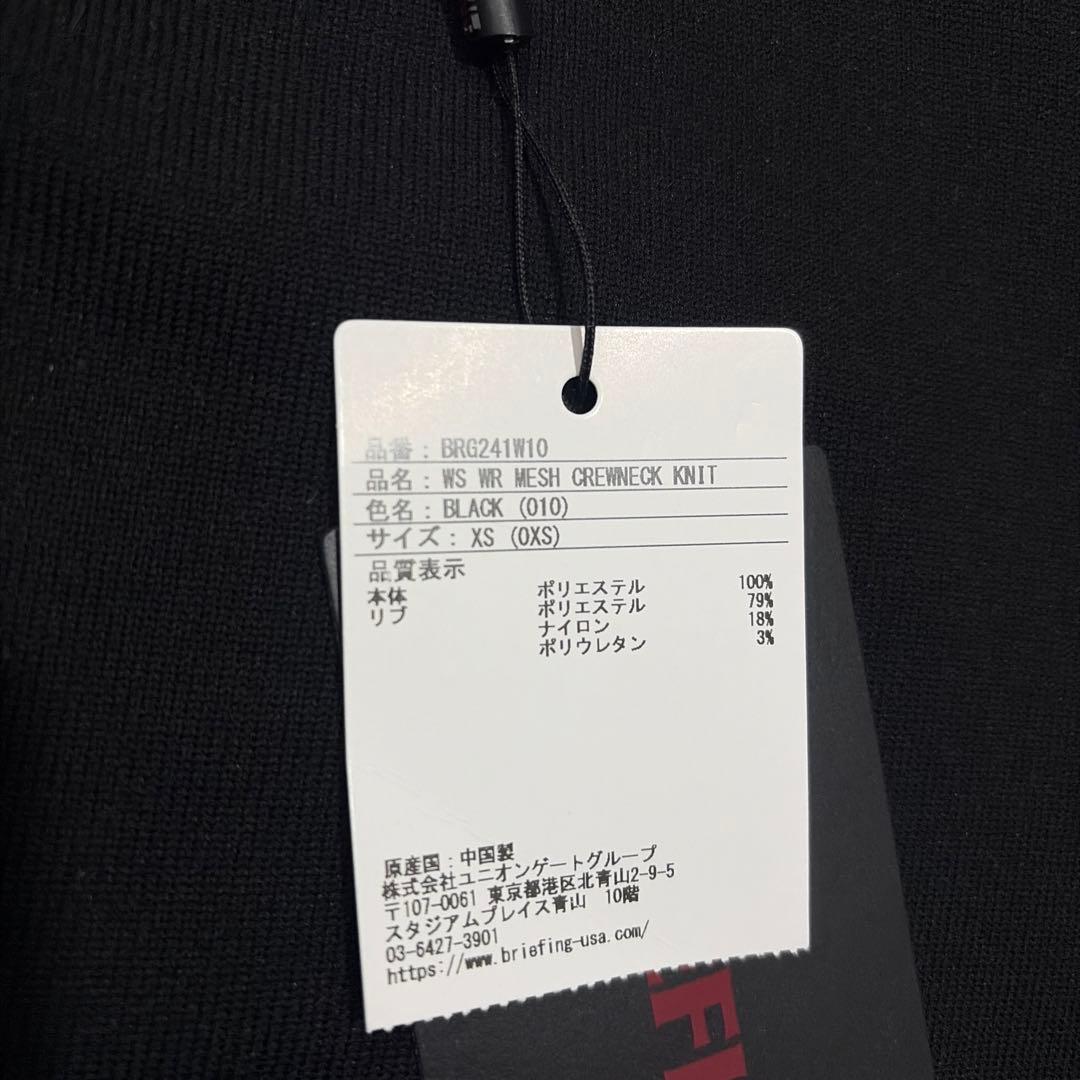 品番：BRG241W10
品名：WS WR MESH CREWNECK KNIT
色名：BLACK (010)
サイズ：XS (0XS)
品質表示
本体 ポリエステル 100%
リブ ポリエステル 79%
ナイロン 18%
ポリウレタン 3%
原産国：中国製
株式会社ユニオンゲートグループ
〒107-0061 東京都港区北青山2-9-5
スタジアムプレイス青山 10階
03-6427-3901
https://www.briefing-usa.com/